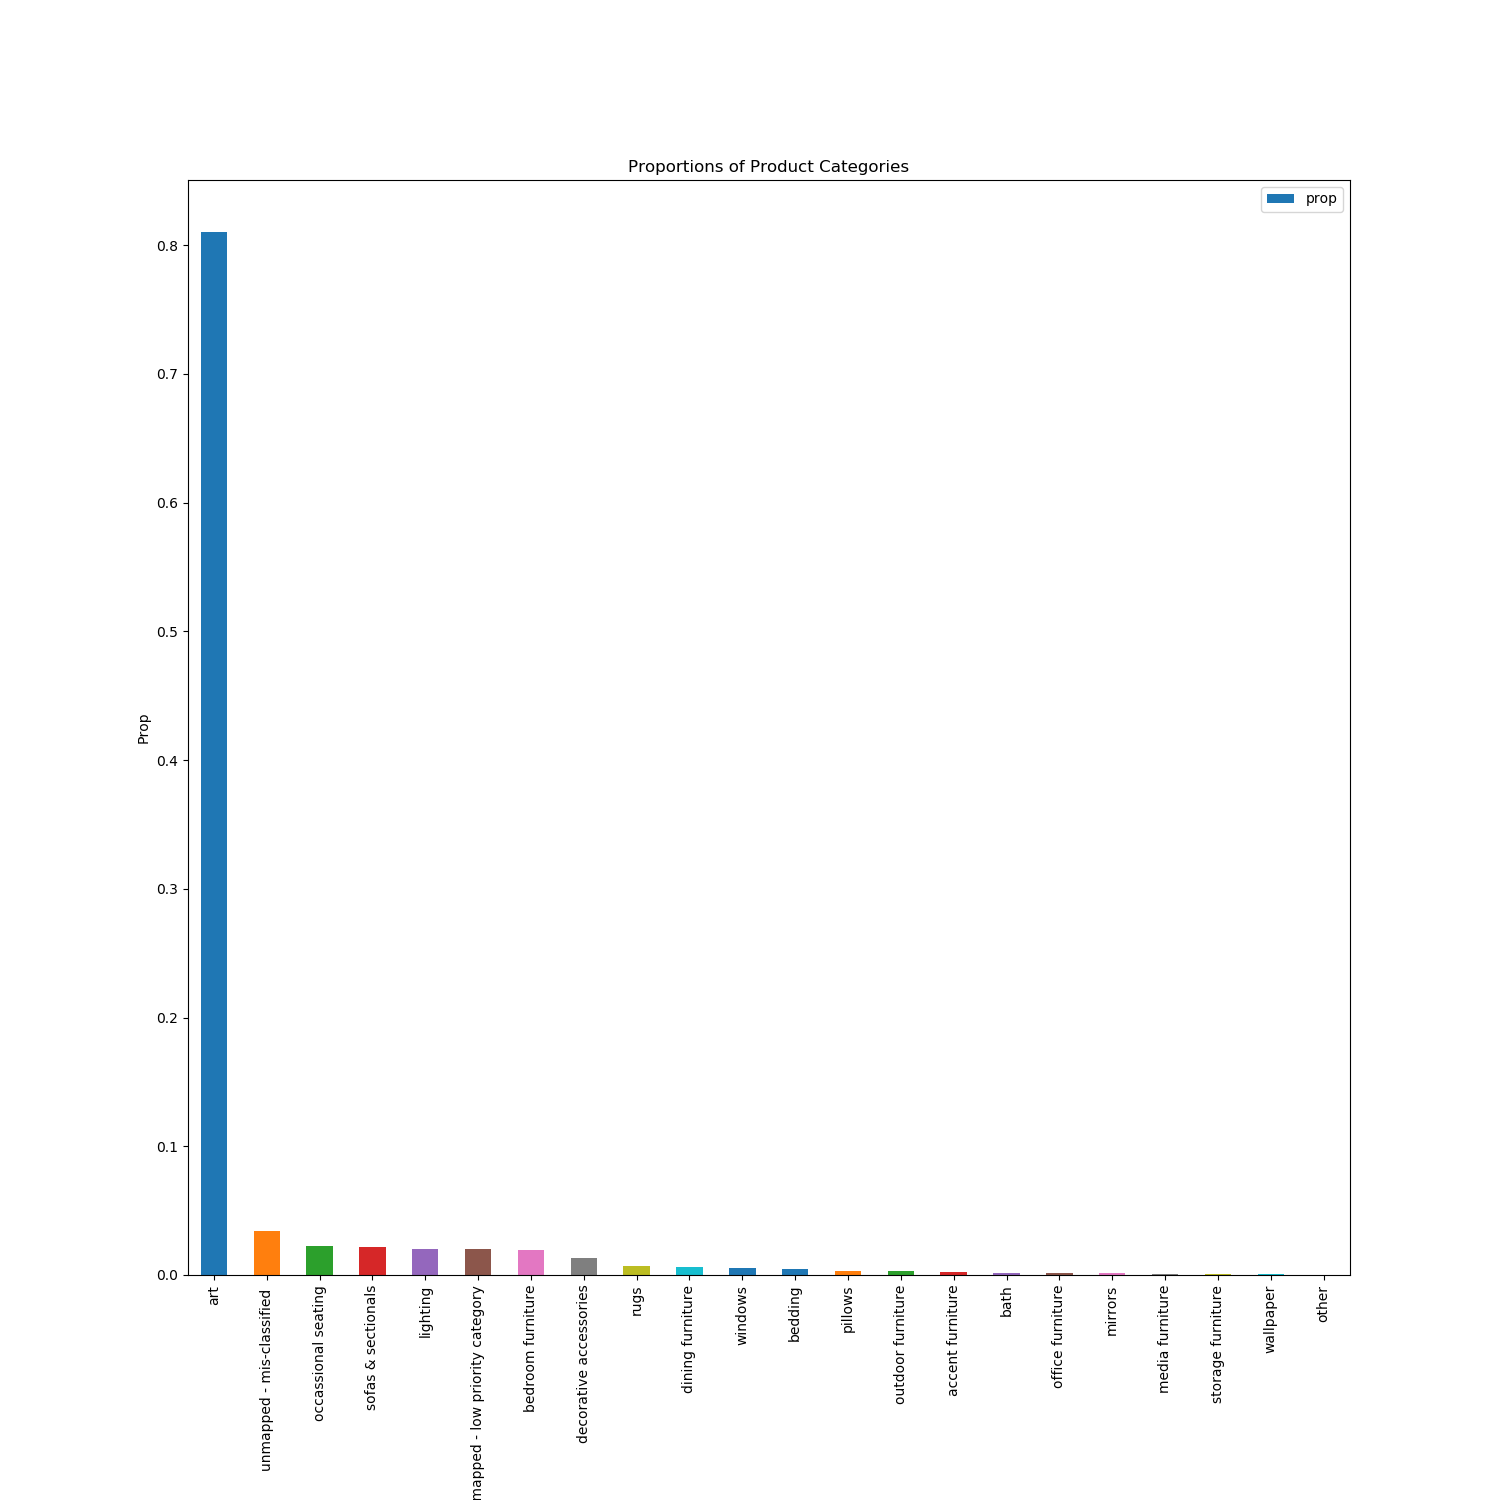 Proportions of Product Categories
prop
0.8
0.7
0.6
0.5
0.4
0.3
0.2
0.1
0.0
Prop
art
unmapped - mis-classified
occassional seating
sofas & sectionals
lighting
mapped - low priority category
bedroom furniture
decorative accessories
rugs
dining furniture
windows
bedding
pillows
outdoor furniture
accent furniture
bath
office furniture
mirrors
media furniture
storage furniture
wallpaper
other